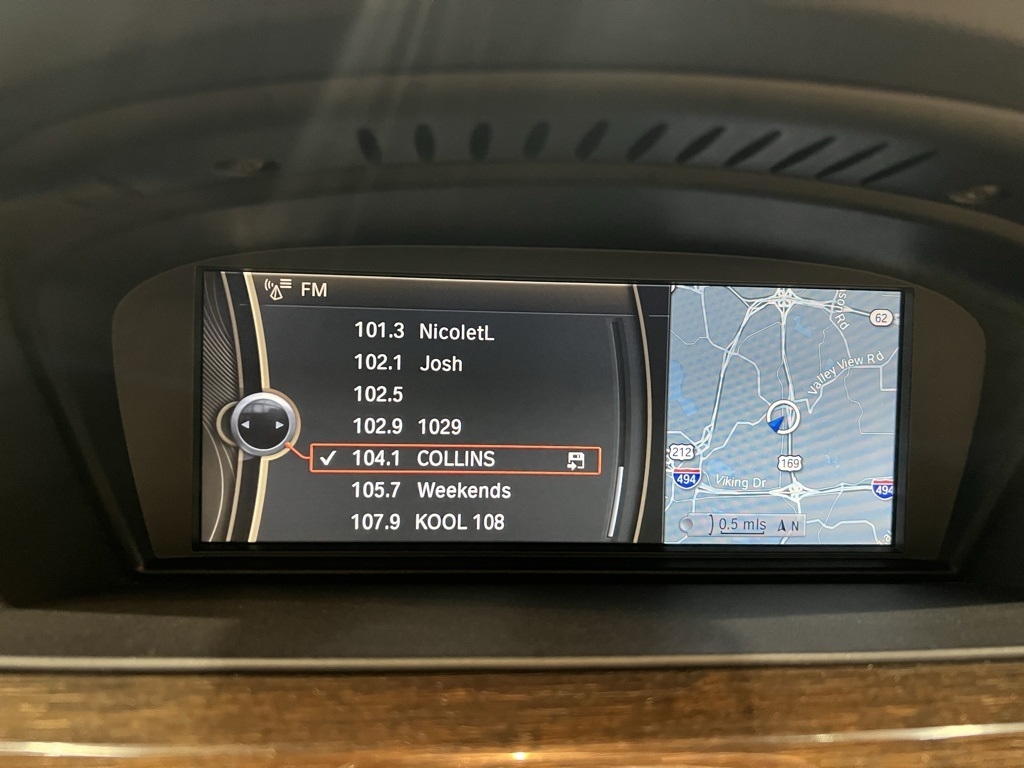 FM
101.3 NicoletL
102.1 Josh
102.5
102.9 1029
104.1 COLLINS
105.7 Weekends
107.9 KOOL 108
62
Valley View Rd
212
494
169
Viking Dr
494
0.5 mls
N